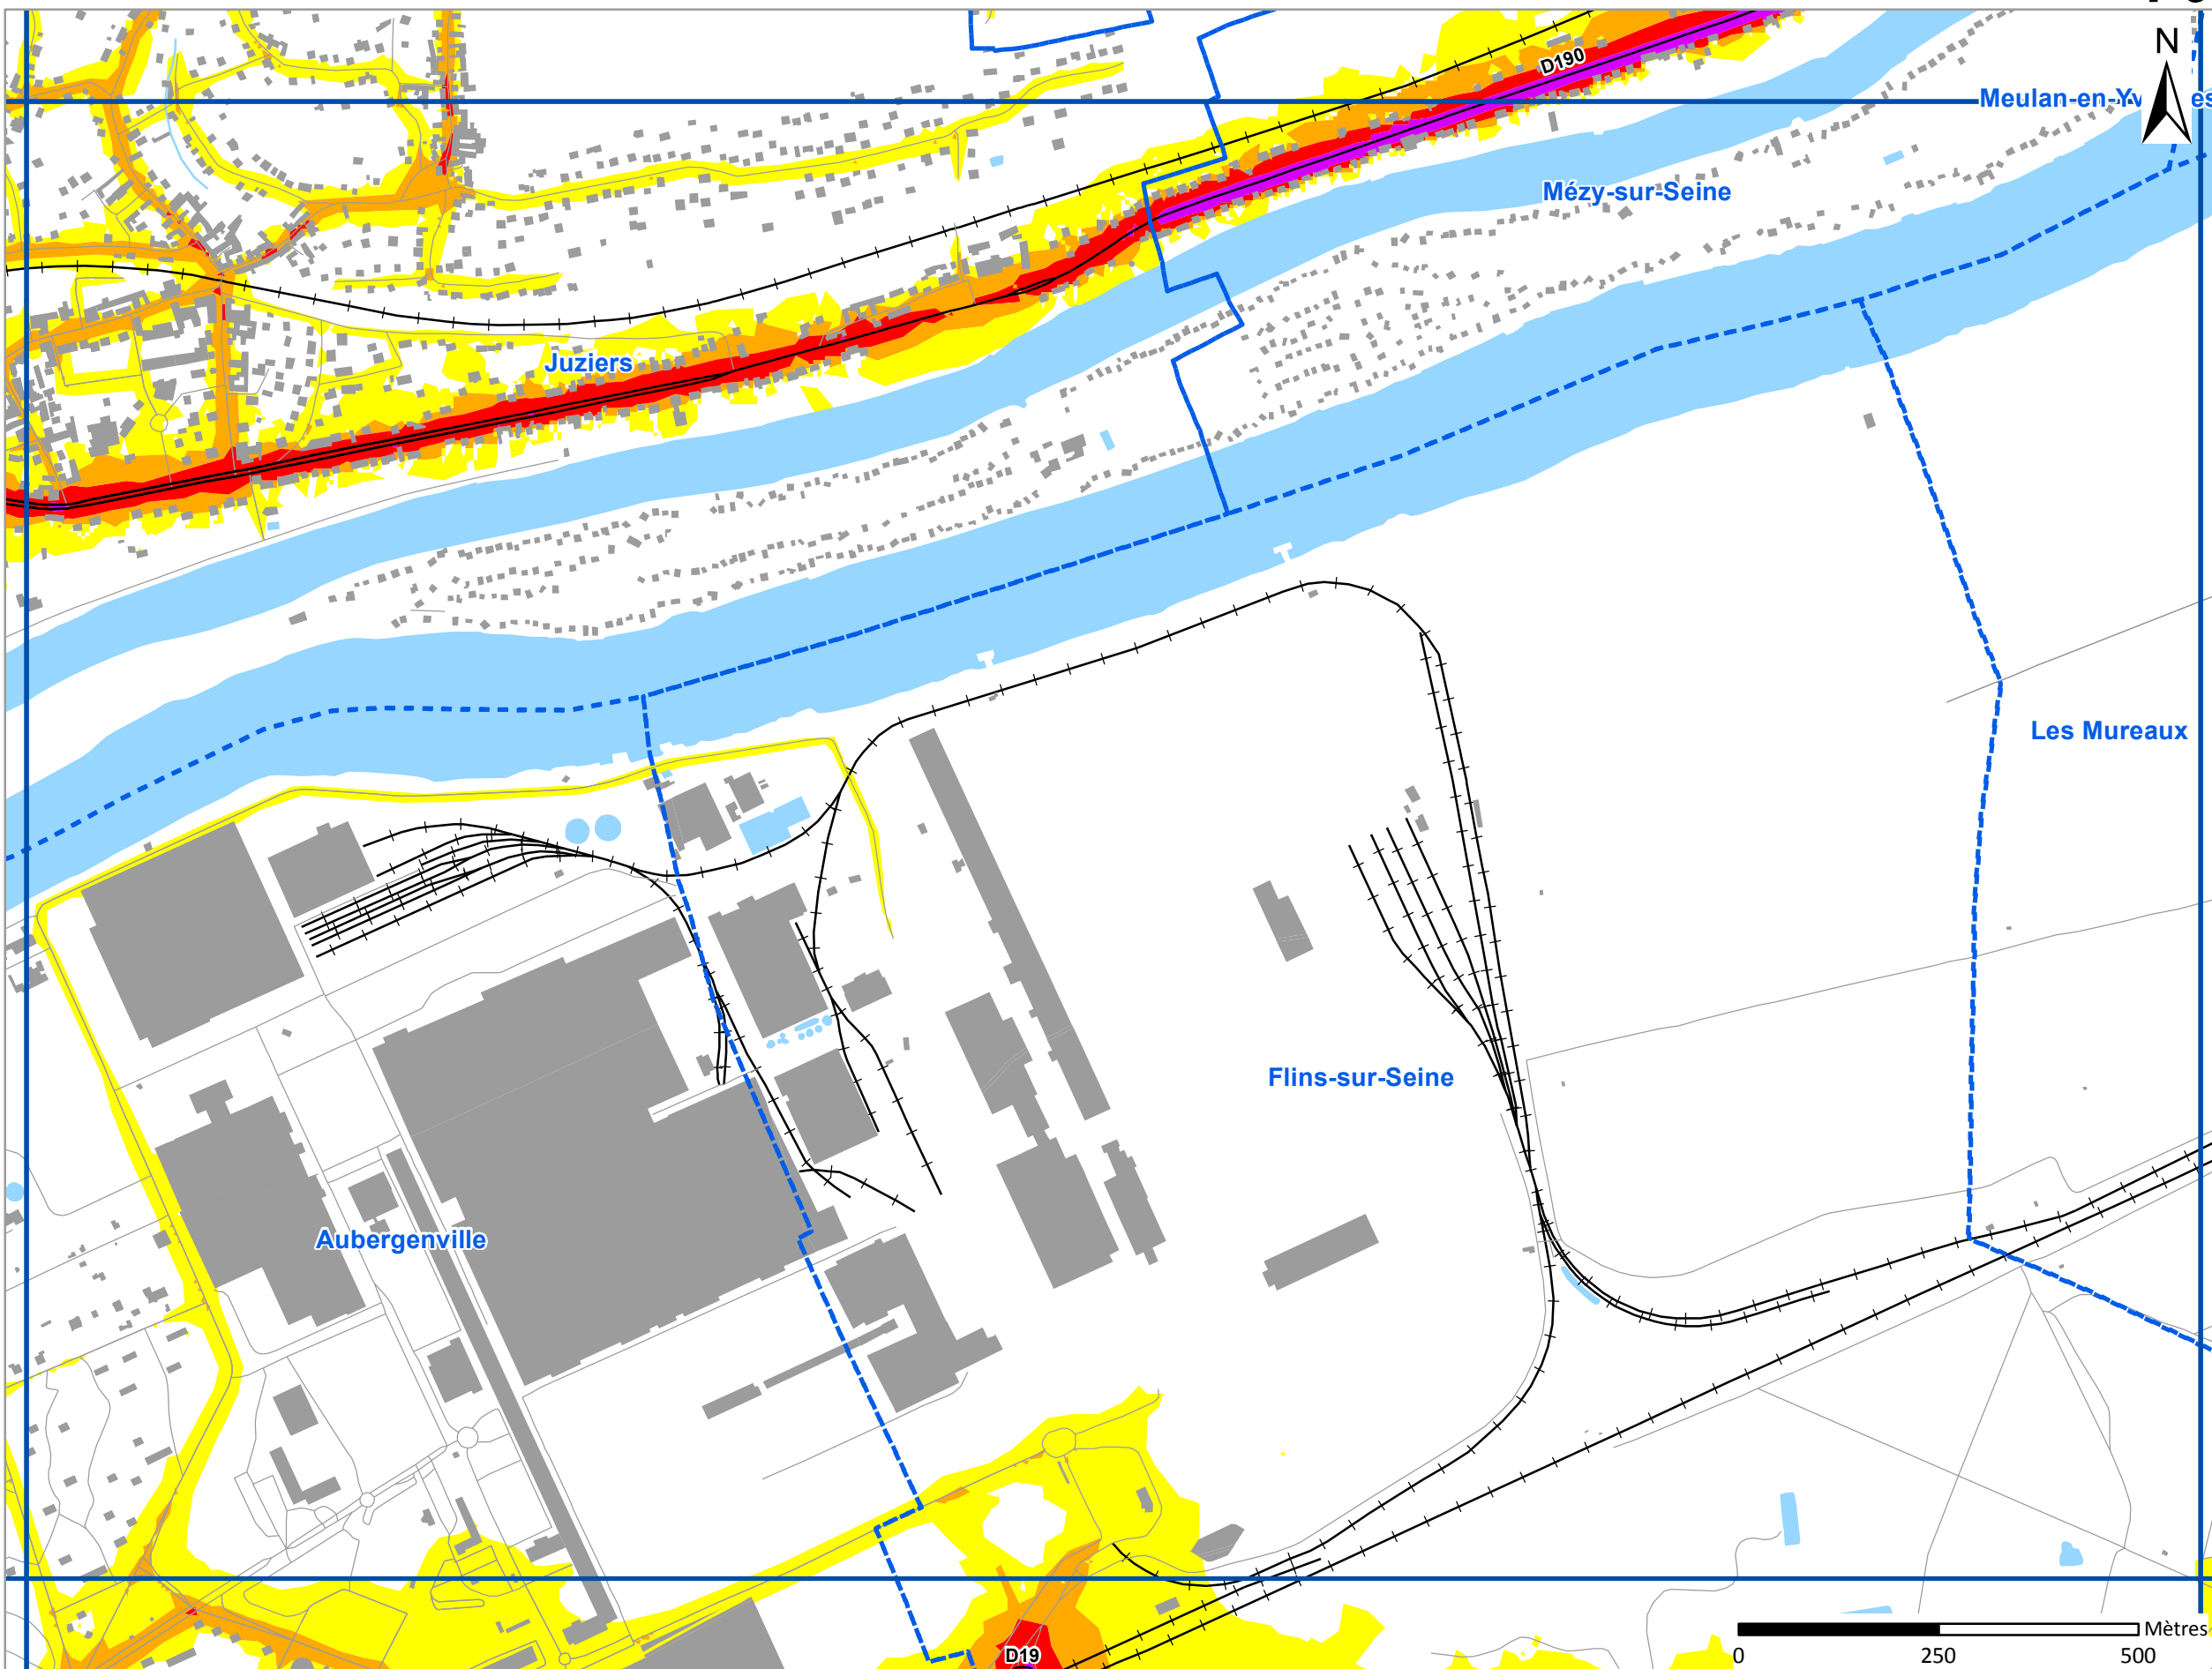 N
D190
Mézy-sur-Seine
Juziers
Les Mureaux
Flins-sur-Seine
Aubergenville
D19
Mètres
0 250 500